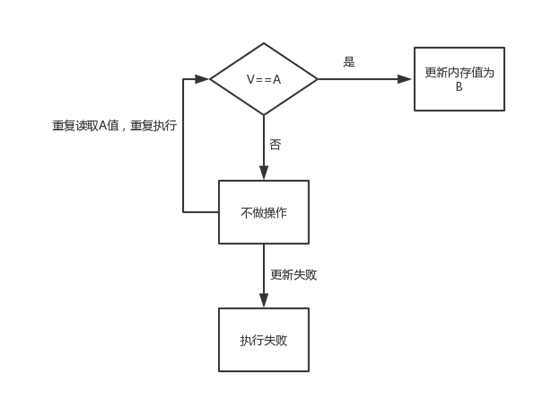 是
V==A
更新内存值为
B
重复读取A值，重复执行
否
不做操作
更新失败
执行失败